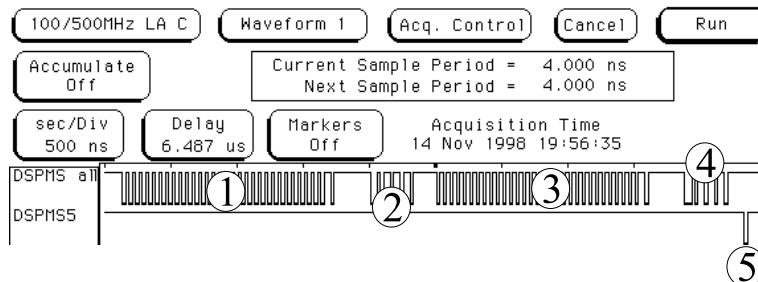 100/500MHz LA C
Waveform 1
Acq. Control
Cancel
Run
Accumulate
Off
Current Sample Period = 4.000 ns
Next Sample Period = 4.000 ns
sec/Div
500 ns
Delay
6.487 us
Markers
Off
Acquisition Time
14 Nov 1998 19:56:35
DSPMS all
DSPMS5
1
2
3
4
5